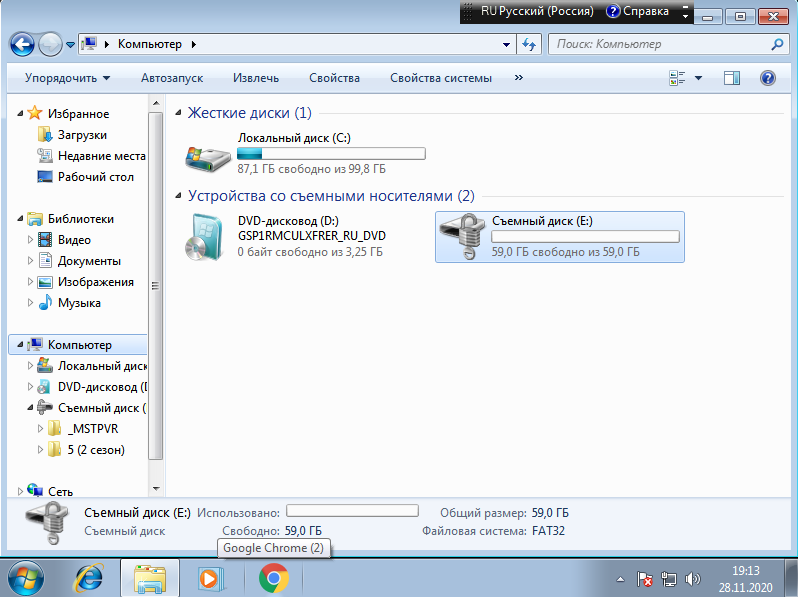 RU Русский (Россия) Справка
Компьютер
Поиск: Компьютер
Упорядочить Автозапуск Извлечь Свойства Свойства системы »
Избранное
Загрузки
Недавние места
Рабочий стол
Библиотеки
Видео
Документы
Изображения
Музыка
Компьютер
Локальный диск
DVD-дисковод (D
Съемный диск (
_MSTPVR
5 (2 сезон)
Сеть
Жесткие диски (1)
Локальный диск (C:)
87,1 ГБ свободно из 99,8 ГБ
Устройства со съемными носителями (2)
DVD-дисковод (D:)
GSP1RMCULXFRER_RU_DVD
0 байт свободно из 3,25 ГБ
Съемный диск (E:)
59,0 ГБ свободно из 59,0 ГБ
Съемный диск (E:) Использовано: Общий размер: 59,0 ГБ
Съемный диск Свободно: 59,0 ГБ Файловая система: FAT32
Google Chrome (2)
19:13
28.11.2020